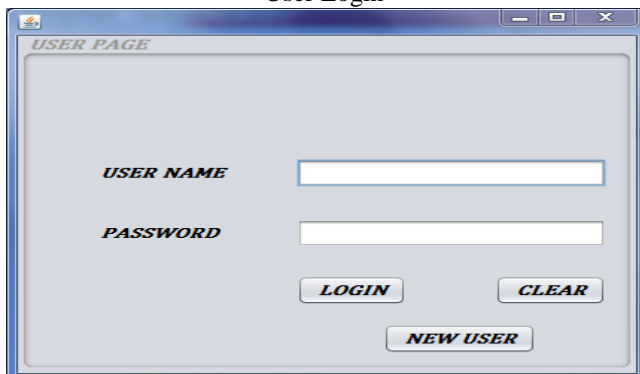 User Login
USER PAGE
USER NAME
PASSWORD
LOGIN CLEAR
NEW USER